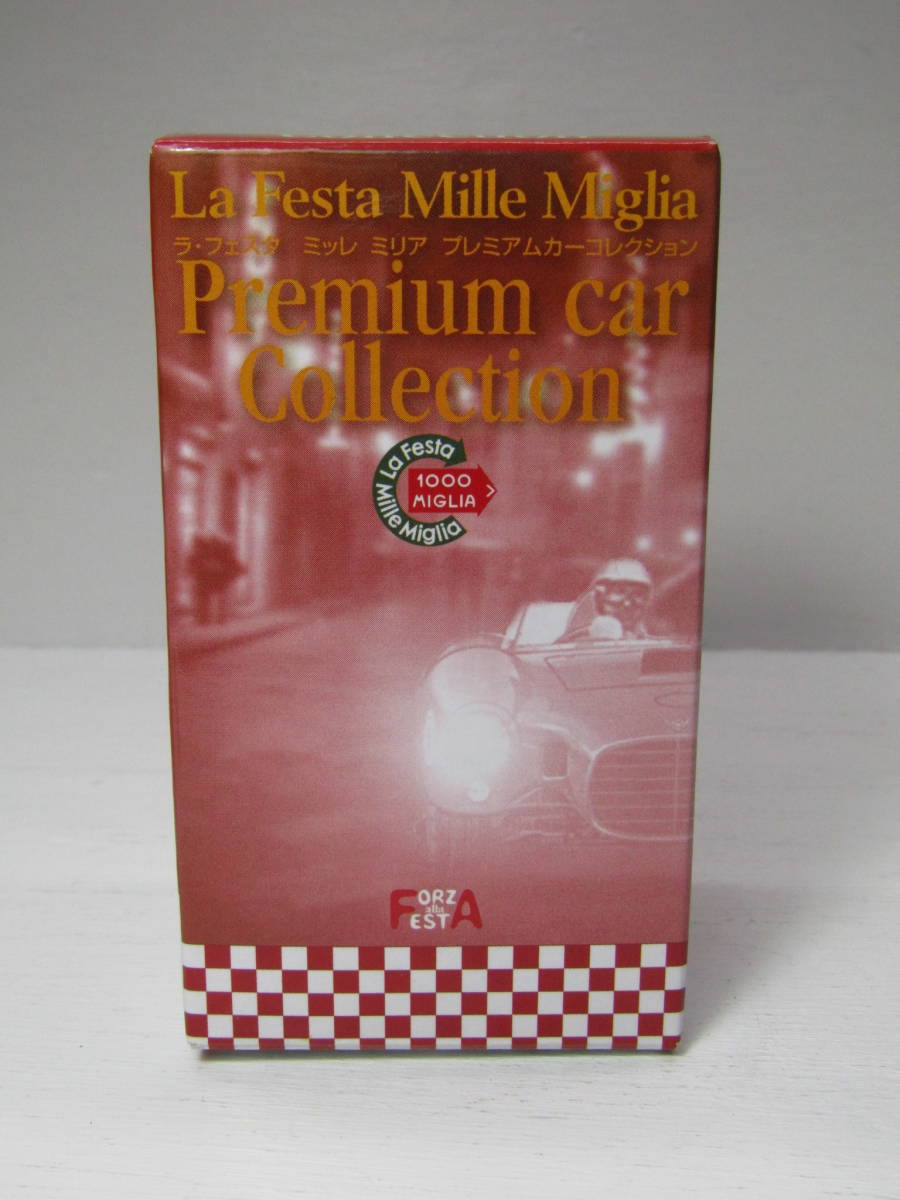 La Festa Mille Miglia
ラ・フェスタ　ミッレ　ミリア　プレミアムカーコレクション
Premium car
Collection
La Festa
Mille Miglia
1000
MIGLIA
FORZA
alla
FESTA